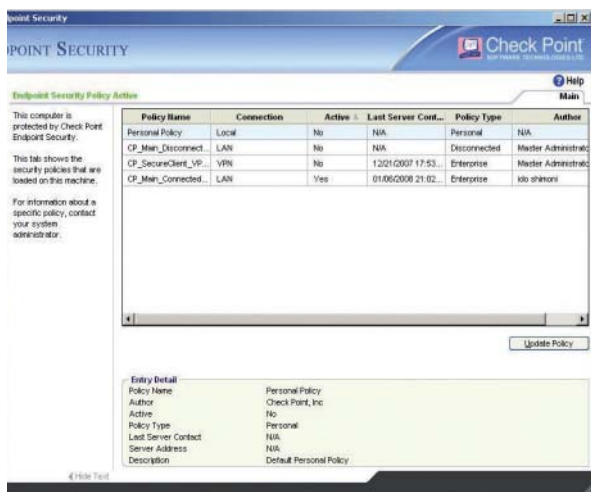 point Security
POINT SECURITY
Check Point
SOFTWARE TECHNOLOGIES LTD.
Help
Endpoint Security Policy Active
Main
This computer is
protected by Check Point
Endpoint Security.
This tab shows the
security policies that are
loaded on this machine.
For information about a
specific policy, contact
your system
administrator.
Policy Name Connection Active Last Server Cont... Policy Type Author
Personal Policy Local No N/A Personal N/A
CP_Main_Disconnect... LAN No N/A Disconnected Master Administratc
CP_SecureClient_VP... VPN No 12/21/2007 17:53... Enterprise Master Administratc
CP_Main_Connected... LAN Yes 01/06/2008 21:02... Enterprise ido shimoni
Update Policy
Entry Detail
Policy Name Personal Policy
Author Check Point, Inc
Active No
Policy Type Personal
Last Server Contact N/A
Server Address N/A
Description Default Personal Policy
Hide Text